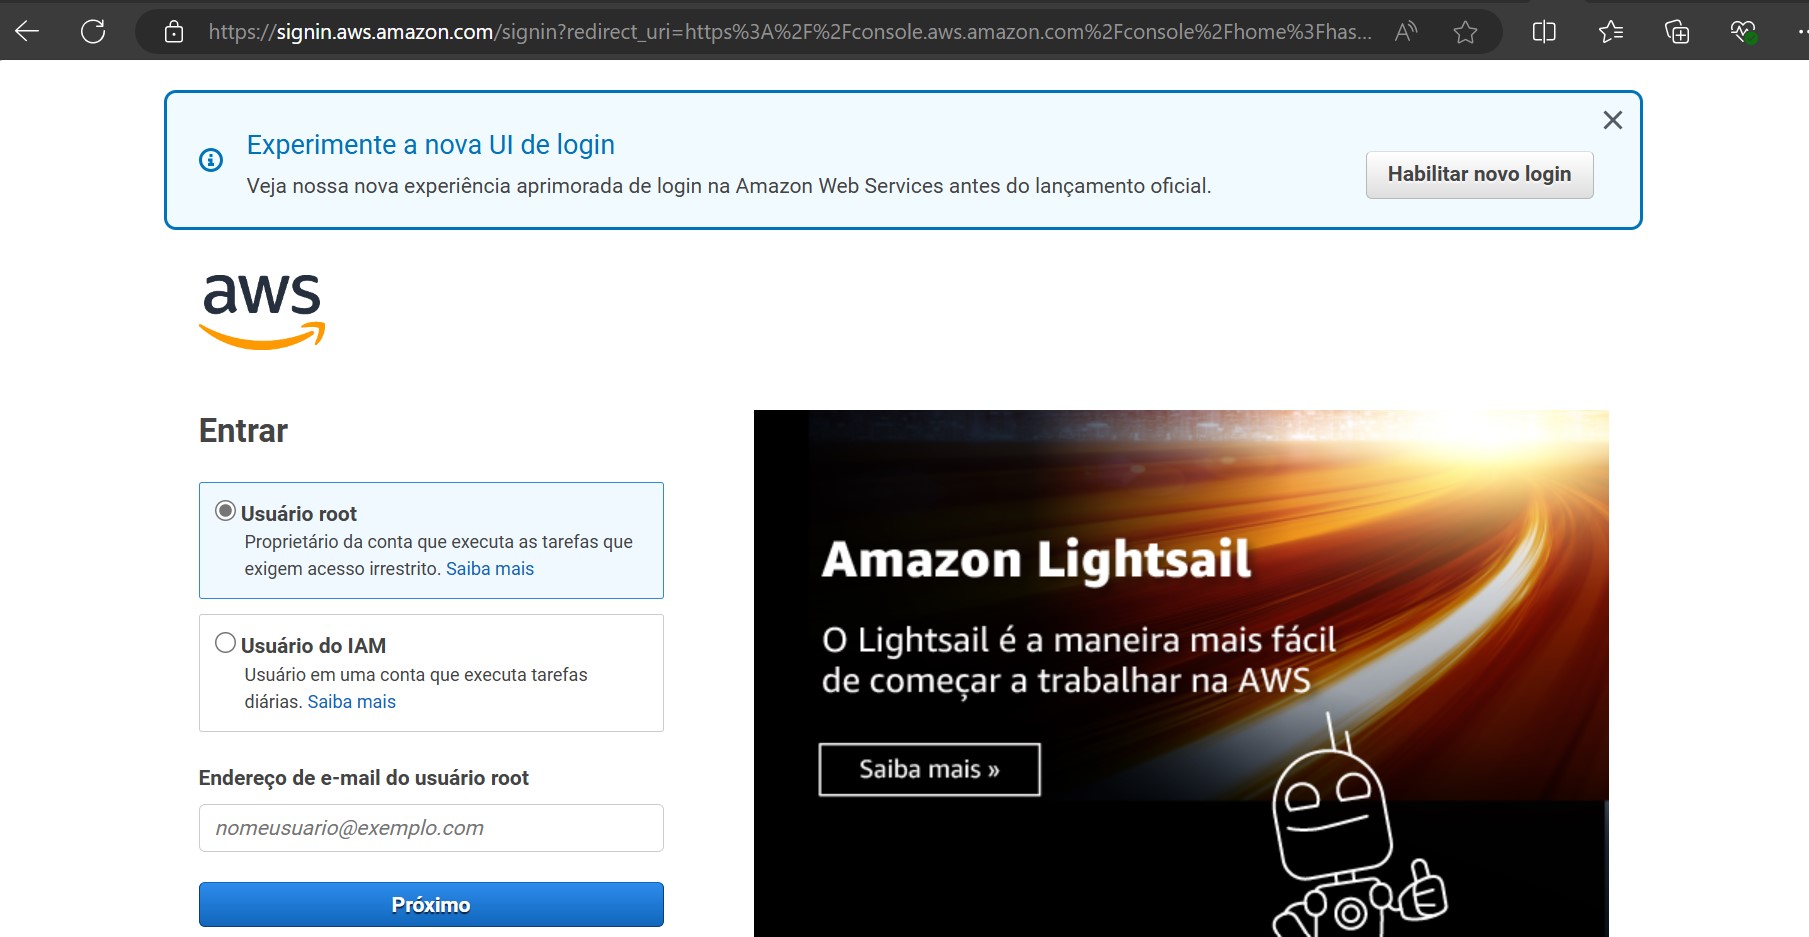 https://signin.aws.amazon.com/signin?redirect_uri=https%3A%2F%2Fconsole.aws.amazon.com%2Fconsole%2Fhome%3Fhas...
Experimente a nova UI de login
Veja nossa nova experiência aprimorada de login na Amazon Web Services antes do lançamento oficial.
Habilitar novo login
aws
Entrar
Usuário root
Proprietário da conta que executa as tarefas que
exigem acesso irrestrito. Saiba mais
Usuário do IAM
Usuário em uma conta que executa tarefas
diárias. Saiba mais
Endereço de e-mail do usuário root
nomeusuario@exemplo.com
Próximo
Amazon Lightsail
O Lightsail é a maneira mais fácil
de começar a trabalhar na AWS
Saiba mais »